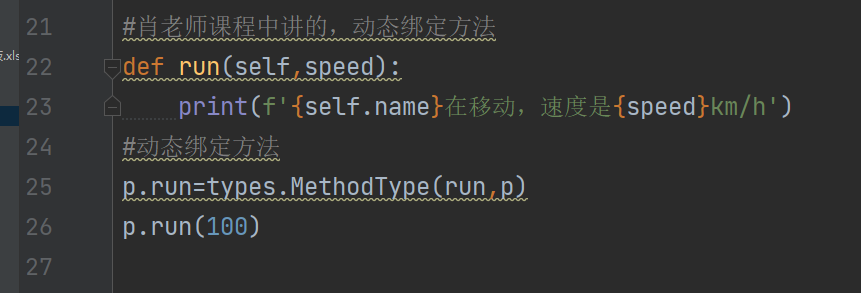 21 #肖老师课程中讲的，动态绑定方法
.xls
22 def run(self,speed):
23 print(f'{self.name}在移动，速度是{speed}km/h')
24 #动态绑定方法
25 p.run=types.MethodType(run,p)
26 p.run(100)
27